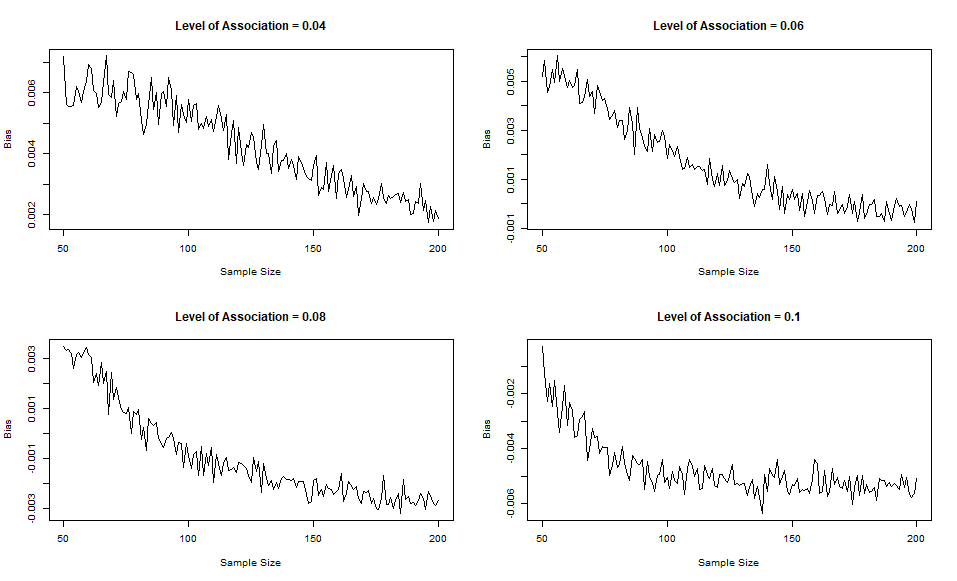 Level of Association = 0.04
Bias
0.006
0.004
0.002
50 100 150 200
Sample Size
Level of Association = 0.06
Bias
0.005
0.003
0.001
-0.001
50 100 150 200
Sample Size
Level of Association = 0.08
Bias
0.003
0.001
-0.001
-0.003
50 100 150 200
Sample Size
Level of Association = 0.1
Bias
-0.002
-0.004
-0.006
50 100 150 200
Sample Size